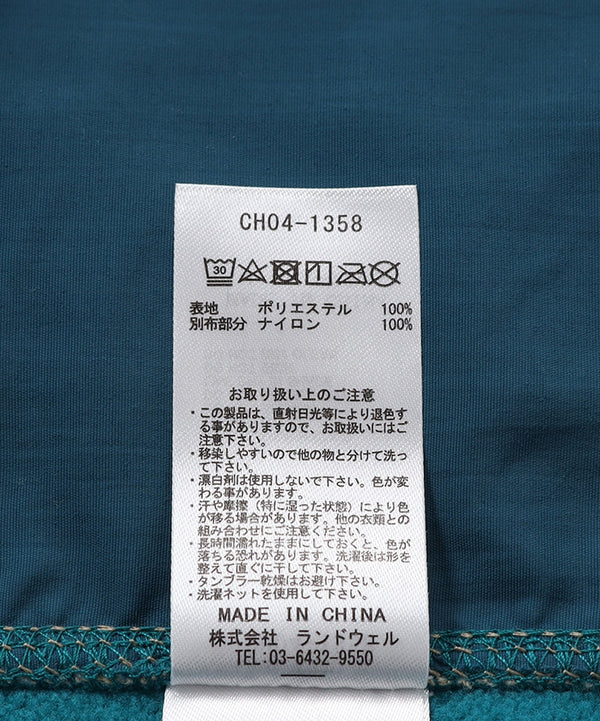 CH04-1358
30
表地 ポリエステル 100%
別布部分 ナイロン 100%
お取り扱い上のご注意
・この製品は、直射日光等により退色す
る事がありますので、お取扱いにはご
注意下さい。
・移染しやすいので他の物と分けて洗っ
て下さい。
・漂白剤は使用しないで下さい。色が変
わる事があります。
・汗や摩擦（特に湿った状態）により色
が移る場合があります。他の衣類との
組み合わせにご注意ください。
・長時間濡れたままにしておくと、色が
落ちる恐れがあります。洗濯後は形を
整えて直ぐに干して下さい。
・タンブラー乾燥はお避け下さい。
・洗濯ネットを使用して下さい。
MADE IN CHINA
株式会社 ランドウェル
TEL:03-6432-9550